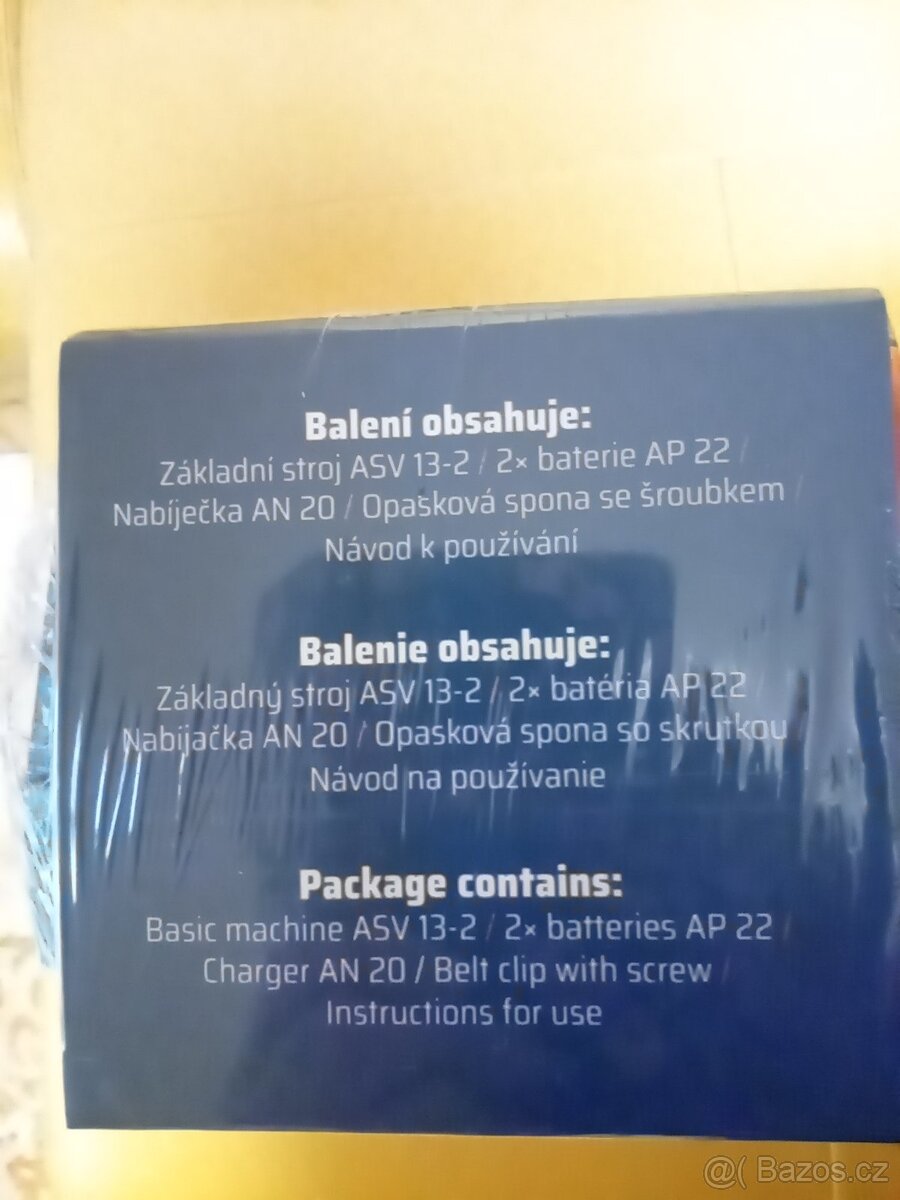 Balení obsahuje:
Základní stroj ASV 13-2 / 2× baterie AP 22 /
Nabíječka AN 20 / Opasková spona se šroubkem /
Návod k používání
Balenie obsahuje:
Základný stroj ASV 13-2 / 2× batéria AP 22
Nabíjačka AN 20 / Opasková spona so skrutkou /
Návod na používanie
Package contains:
Basic machine ASV 13-2 / 2× batteries AP 22 /
Charger AN 20 / Belt clip with screw /
Instructions for use
@( Bazos.cz